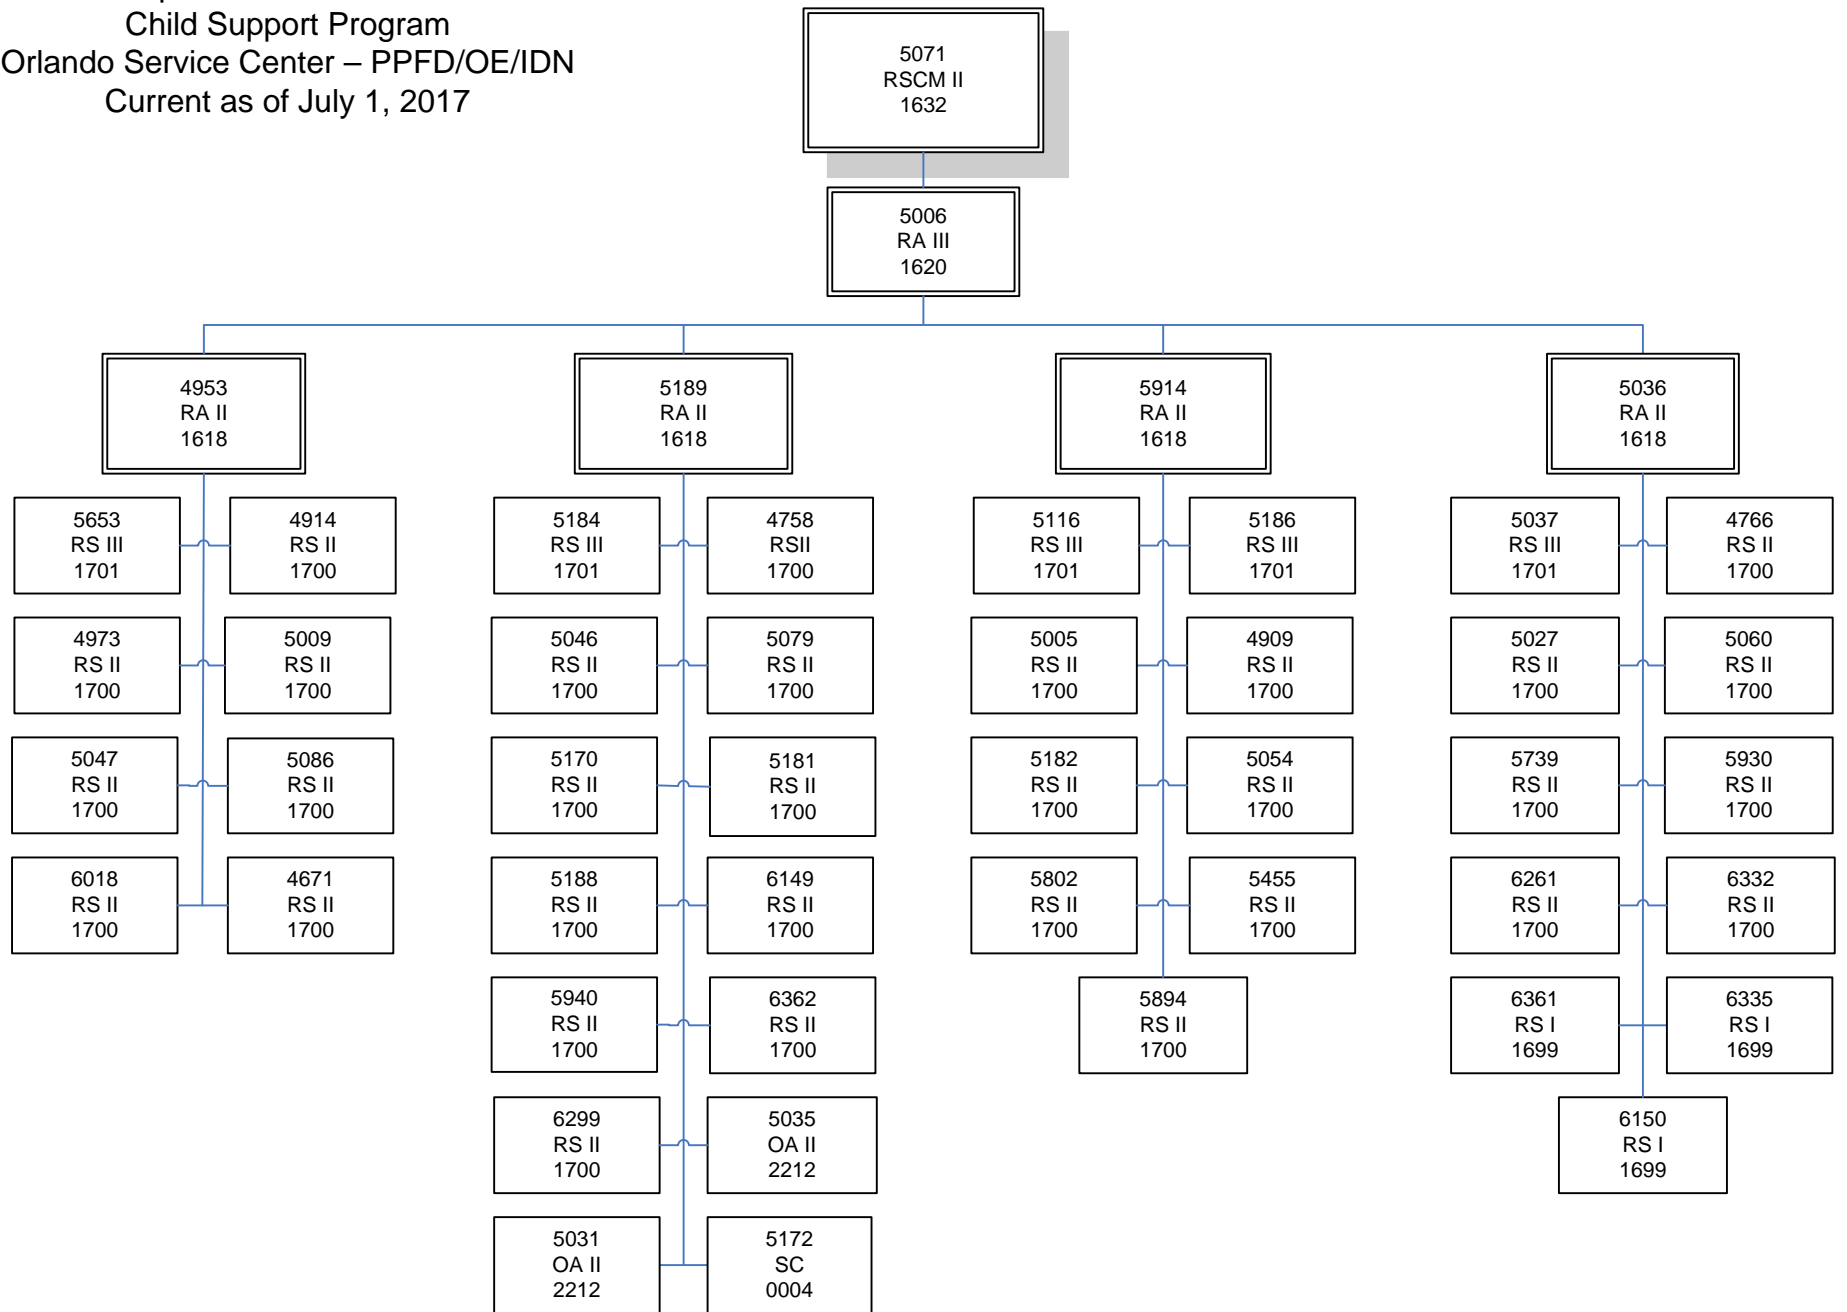 Child Support Program
Orlando Service Center – PPFD/OE/IDN
Current as of July 1, 2017
5071
RSCM II
1632
5006
RA III
1620
4953
RA II
1618
5189
RA II
1618
5914
RA II
1618
5036
RA II
1618
5653
RS III
1701
4914
RS II
1700
4973
RS II
1700
5009
RS II
1700
5047
RS II
1700
5086
RS II
1700
6018
RS II
1700
4671
RS II
1700
5184
RS III
1701
4758
RSII
1700
5046
RS II
1700
5079
RS II
1700
5170
RS II
1700
5181
RS II
1700
5188
RS II
1700
6149
RS II
1700
5940
RS II
1700
6362
RS II
1700
6299
RS II
1700
5035
OA II
2212
5031
OA II
2212
5172
SC
0004
5116
RS III
1701
5186
RS III
1701
5005
RS II
1700
4909
RS II
1700
5182
RS II
1700
5054
RS II
1700
5802
RS II
1700
5455
RS II
1700
5894
RS II
1700
5037
RS III
1701
4766
RS II
1700
5027
RS II
1700
5060
RS II
1700
5739
RS II
1700
5930
RS II
1700
6261
RS II
1700
6332
RS II
1700
6361
RS I
1699
6335
RS I
1699
6150
RS I
1699